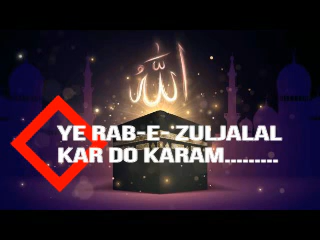 الله
YE RAB-E-'ZULJALAL
KAR DO KARAM.........